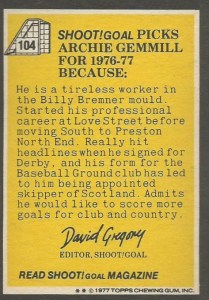 104
SHOOT!GOAL PICKS
ARCHIE GEMMILL
FOR 1976-77
BECAUSE:
He is a tireless worker in
the Billy Bremner mould.
Started his professional
career at Love Street before
moving South to Preston
North End. Really hit
headlines when he signed for
Derby, and his form for the
Baseball Ground club has led
to him being appointed
skipper of Scotland. Admits
he would like to score more
goals for club and country.
David Gregory
EDITOR, SHOOT!GOAL
READ SHOOT!GOAL MAGAZINE
★★ © 1977 TOPPS CHEWING GUM, INC.